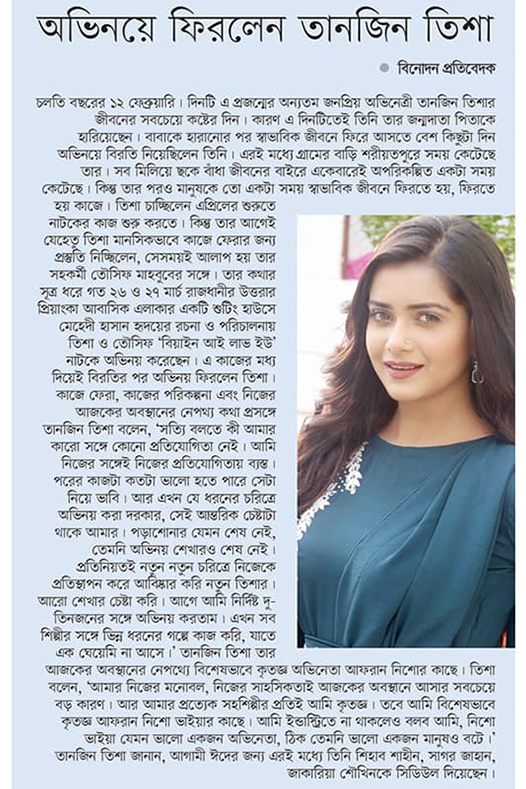 অভিনয়ে ফিরলেন তানজিন তিশা
বিনোদন প্রতিবেদক
চলতি বছরের ১২ ফেব্রুয়ারি। দিনটি এ প্রজন্মের অন্যতম জনপ্রিয় অভিনেত্রী তানজিন তিশার
জীবনের সবচেয়ে কষ্টের দিন। কারণ এ দিনটিতেই তিনি তার জন্মদাতা পিতাকে
হারিয়েছেন। বাবাকে হারানোর পর স্বাভাবিক জীবনে ফিরে আসতে বেশ কিছুটা দিন
অভিনয়ে বিরতি নিয়েছিলেন তিনি। এরই মধ্যে গ্রামের বাড়ি শরীয়তপুরে সময় কেটেছে
তার। সব মিলিয়ে ছকে বাঁধা জীবনের বাইরে একেবারেই অপরিকল্পিত একটা সময়
কেটেছে। কিন্তু তার পরও মানুষকে তো একটা সময় স্বাভাবিক জীবনে ফিরতে হয়, ফিরতে
হয় কাজে। তিশা চাচ্ছিলেন এপ্রিলের শুরুতে
নাটকের কাজ শুরু করতে। কিন্তু তার আগেই
যেহেতু তিশা মানসিকভাবে কাজে ফেরার জন্য
প্রস্তুতি নিচ্ছিলেন, সেসময়ই আলাপ হয় তার
সহকর্মী তৌসিফ মাহবুবের সঙ্গে। তার কথার
সূত্র ধরে গত ২৬ ও ২৭ মার্চ রাজধানীর উত্তরার
প্রিয়াংকা আবাসিক এলাকার একটি শুটিং হাউসে
মেহেদী হাসান হৃদয়ের রচনা ও পরিচালনায়
তিশা ও তৌসিফ ‘বিয়াইন আই লাভ ইউ’
নাটকে অভিনয় করেছেন। এ কাজের মধ্য
দিয়েই বিরতির পর অভিনয় ফিরলেন তিশা।
কাজে ফেরা, কাজের পরিকল্পনা এবং নিজের
আজকের অবস্থানের নেপথ্য কথা প্রসঙ্গে
তানজিন তিশা বলেন, ‘সত্যি বলতে কী আমার
কারো সঙ্গে কোনো প্রতিযোগিতা নেই। আমি
নিজের সঙ্গেই নিজের প্রতিযোগিতায় ব্যস্ত।
পরের কাজটা কতটা ভালো হতে পারে সেটা
নিয়ে ভাবি। আর এখন যে ধরনের চরিত্রে
অভিনয় করা দরকার, সেই আন্তরিক চেষ্টাটা
থাকে আমার। পড়াশোনার যেমন শেষ নেই,
তেমনি অভিনয় শেখারও শেষ নেই।
প্রতিনিয়তই নতুন নতুন চরিত্রে নিজেকে
প্রতিস্থাপন করে আবিষ্কার করি নতুন তিশার।
আরো শেখার চেষ্টা করি। আগে আমি নির্দিষ্ট দু-
তিনজনের সঙ্গে অভিনয় করতাম। এখন সব
শিল্পীর সঙ্গে ভিন্ন ধরনের গল্পে কাজ করি, যাতে
এক ঘেয়েমি না আসে।’ তানজিন তিশা তার
আজকের অবস্থানের নেপথ্যে বিশেষভাবে কৃতজ্ঞ অভিনেতা আফরান নিশোর কাছে। তিশা
বলেন, ‘আমার নিজের মনোবল, নিজের সাহসিকতাই আজকের অবস্থানে আসার সবচেয়ে
বড় কারণ। আর আমার প্রত্যেক সহশিল্পীর প্রতিই আমি কৃতজ্ঞ। তবে আমি বিশেষভাবে
কৃতজ্ঞ আফরান নিশো ভাইয়ার কাছে। আমি ইন্ডাস্ট্রিতে না থাকলেও বলব আমি, নিশো
ভাইয়া যেমন ভালো একজন অভিনেতা, ঠিক তেমনি ভালো একজন মানুষও বটে।’
তানজিন তিশা জানান, আগামী ঈদের জন্য এরই মধ্যে তিনি শিহাব শাহীন, সাগর জাহান,
জাকারিয়া শৌখিনকে সিডিউল দিয়েছেন।